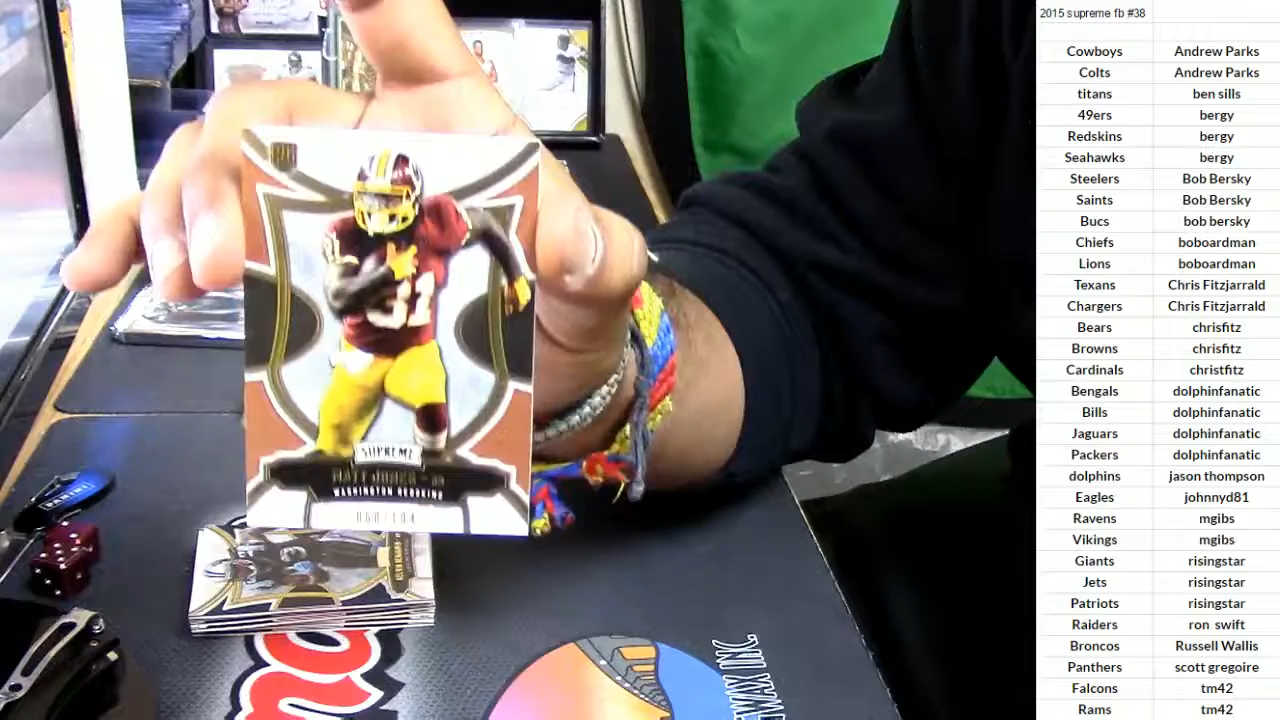 2015 supreme fb #38
Cowboys Andrew Parks
Colts Andrew Parks
titans ben sills
49ers bergy
Redskins bergy
Seahawks bergy
Steelers Bob Bersky
Saints Bob Bersky
Bucs bob bersky
Chiefs boboardman
Lions boboardman
Texans Chris Fitzjarrald
Chargers Chris Fitzjarrald
Bears chrisfitz
Browns chrisfitz
Cardinals christfitz
Bengals dolphinfanatic
Bills dolphinfanatic
Jaguars dolphinfanatic
Packers dolphinfanatic
dolphins jason thompson
Eagles johnnyd81
Ravens mgibs
Vikings mgibs
Giants risingstar
Jets risingstar
Patriots risingstar
Raiders ron swift
Broncos Russell Wallis
Panthers scott gregoire
Falcons tm42
Rams tm42
31
SUPREME
WASHINGTON REDSKINS
PANINI
WAX INC